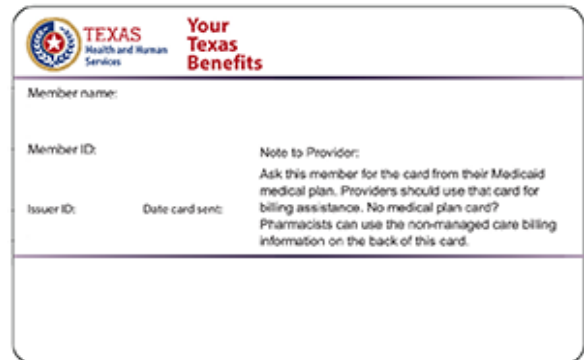 TEXAS
Health and Human
Services
Your
Texas
Benefits
Member name:
Member ID:
Note to Provider:
Ask this member for the card from their Medicaid
medical plan. Providers should use that card for
billing assistance. No medical plan card?
Pharmacists can use the non-managed care billing
information on the back of this card.
Issuer ID:
Date card sent: